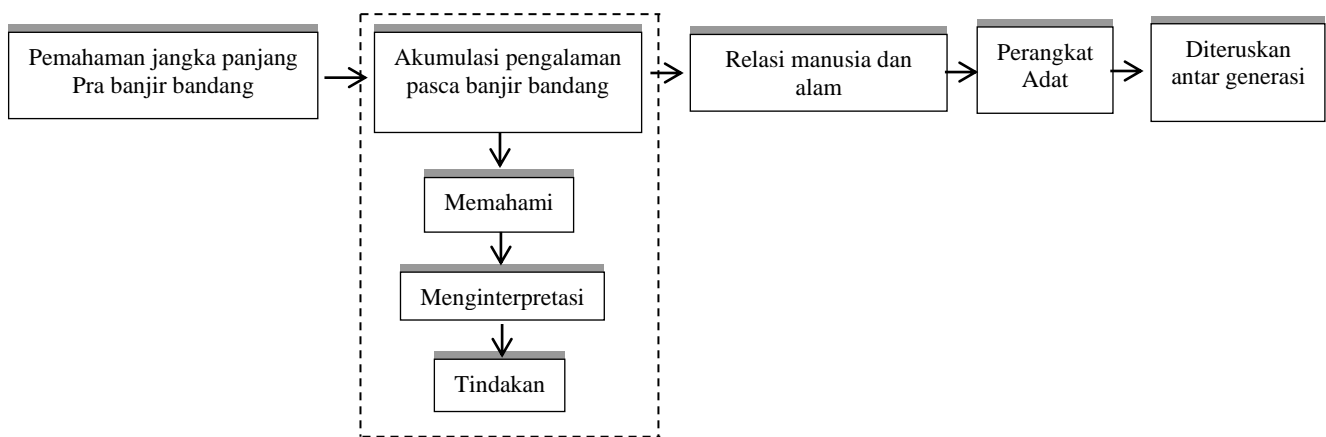 Pemahaman jangka panjang
Pra banjir bandang
Akumulasi pengalaman
pasca banjir bandang
Relasi manusia dan
alam
Perangkat
Adat
Diteruskan
antar generasi
Memahami
Menginterpretasi
Tindakan